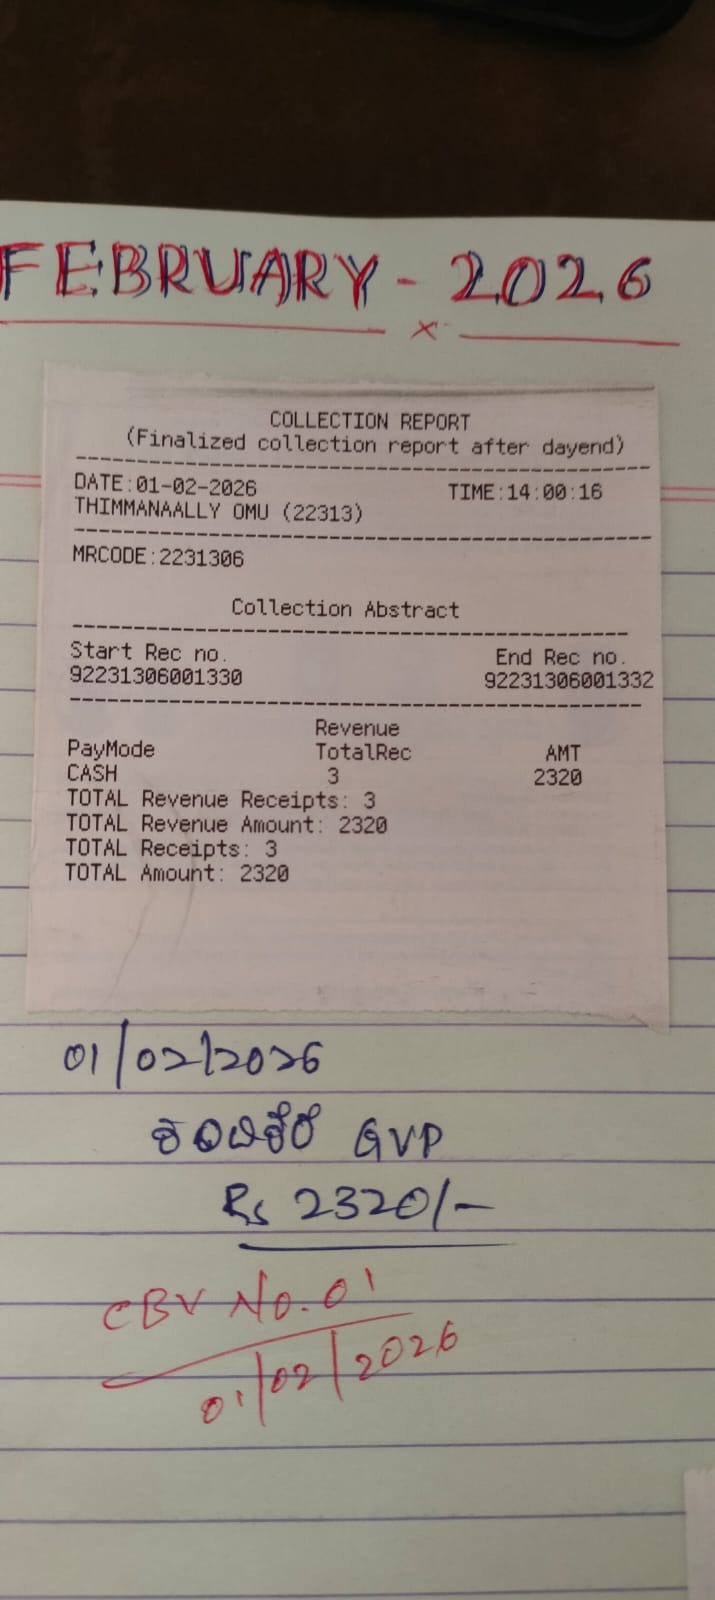 FEBRUARY - 2026
x
COLLECTION REPORT
(Finalized collection report after dayend)
DATE:01-02-2026 TIME:14:00:16
THIMMANAALLY OMU (22313)
MRCODE:2231306
Collection Abstract
Start Rec no. End Rec no.
92231306001330 92231306001332
Revenue
PayMode TotalRec AMT
CASH 3 2320
TOTAL Revenue Receipts: 3
TOTAL Revenue Amount: 2320
TOTAL Receipts: 3
TOTAL Amount: 2320
01/02/2026
GVP
Rs 2320/-
CBV No. 01
01/02/2026